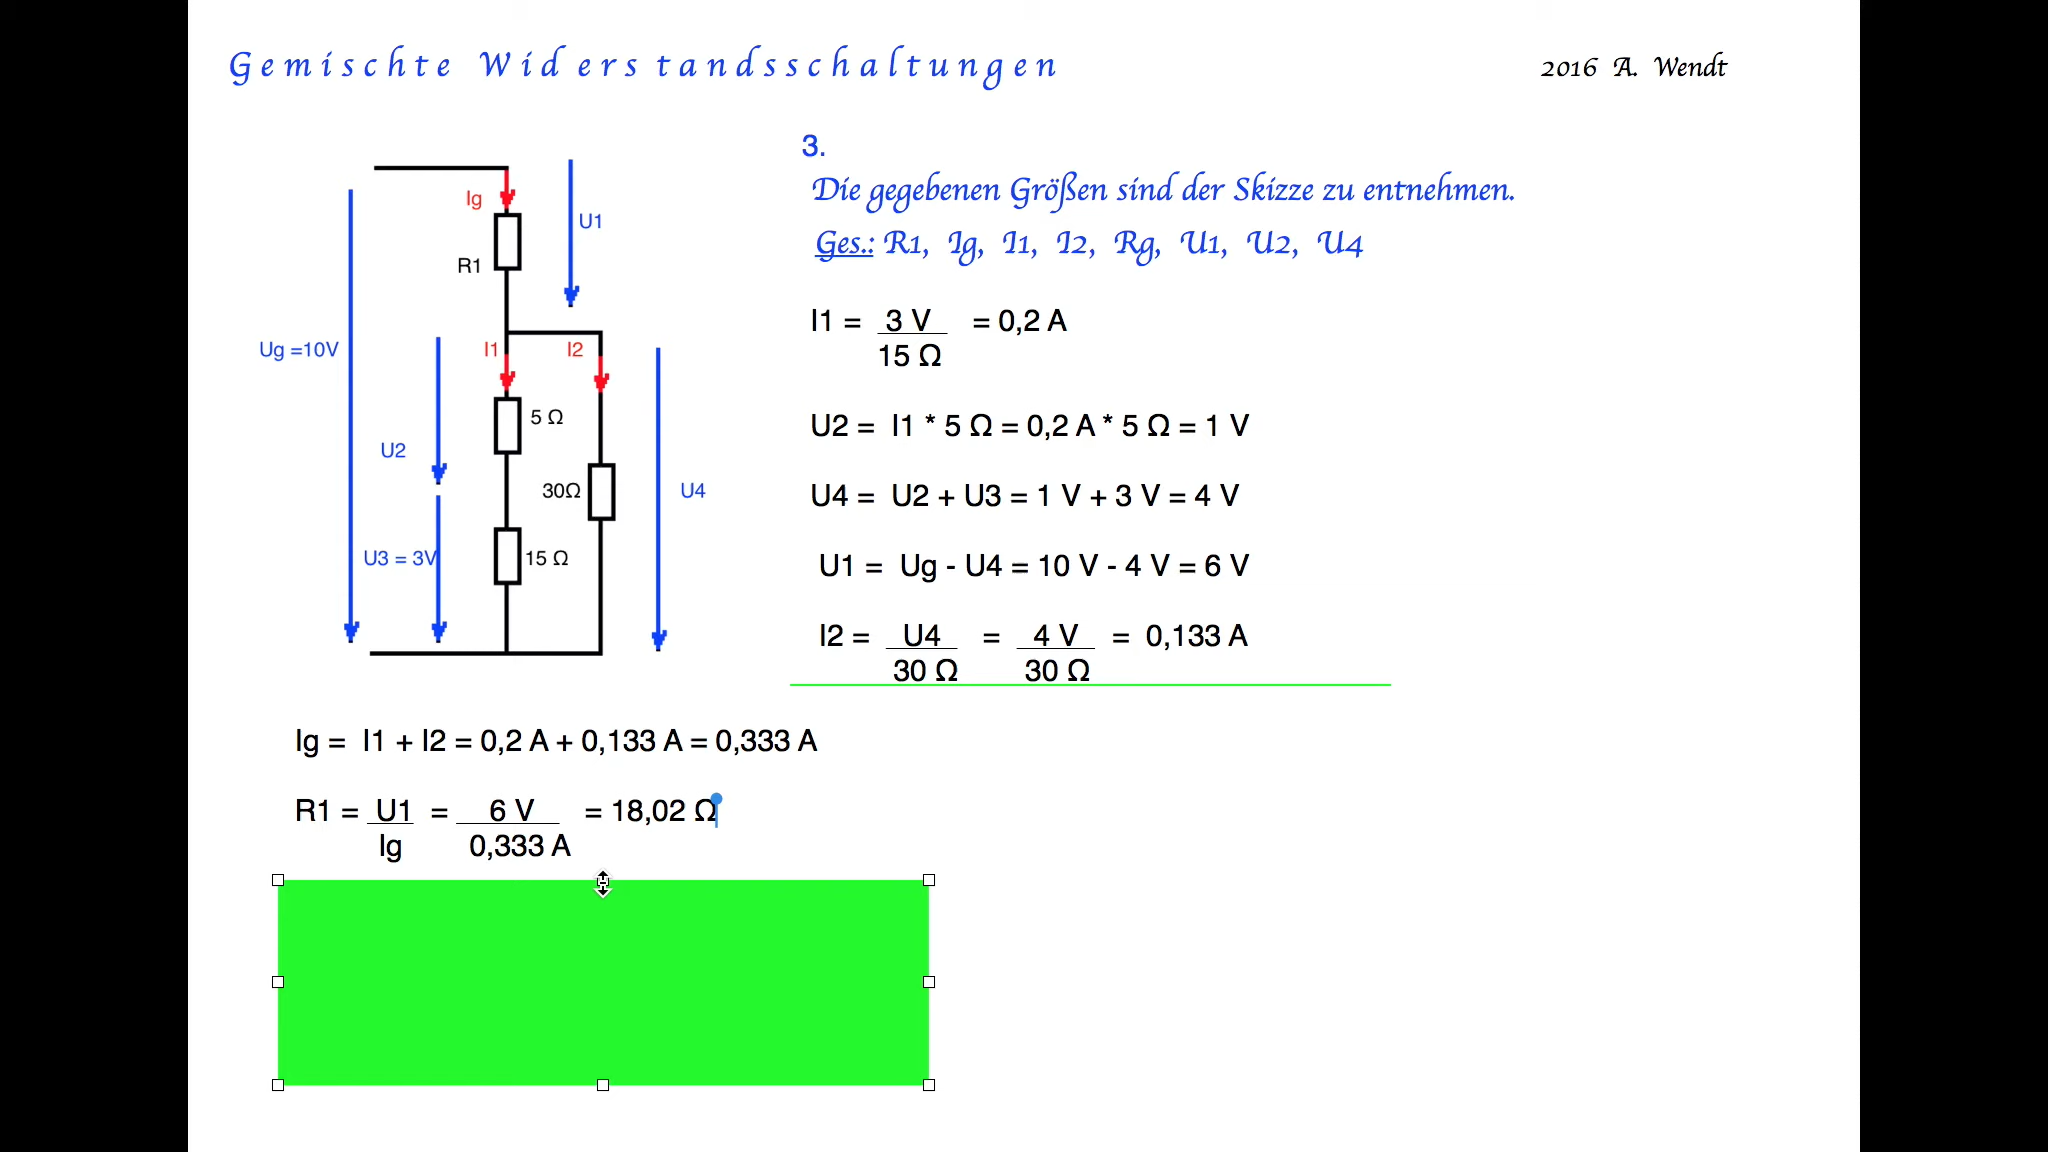 Gemischte Widerstandsschaltungen
2016 A. Wendt
Ig
U1
R1
Ug =10V
I1
I2
5 Ω
U2
30Ω
U4
U3 = 3V
15 Ω
3.
Die gegebenen Größen sind der Skizze zu entnehmen.
Ges.: R1, Ig, I1, I2, Rg, U1, U2, U4
I1 = 3 V = 0,2 A
15 Ω
U2 = I1 * 5 Ω = 0,2 A * 5 Ω = 1 V
U4 = U2 + U3 = 1 V + 3 V = 4 V
U1 = Ug - U4 = 10 V - 4 V = 6 V
I2 = U4 = 4 V = 0,133 A
30 Ω 30 Ω
Ig = I1 + I2 = 0,2 A + 0,133 A = 0,333 A
R1 = U1 = 6 V = 18,02 Ω
Ig 0,333 A